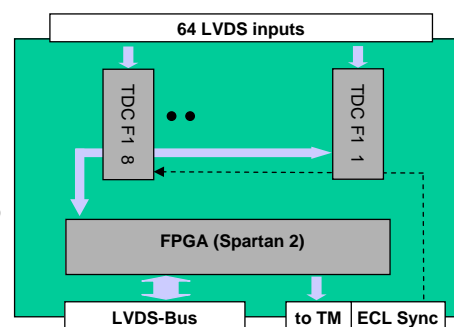 64 LVDS inputs
TDC F1 8
TDC F1 1
FPGA (Spartan 2)
LVDS-Bus
to TM
ECL Sync